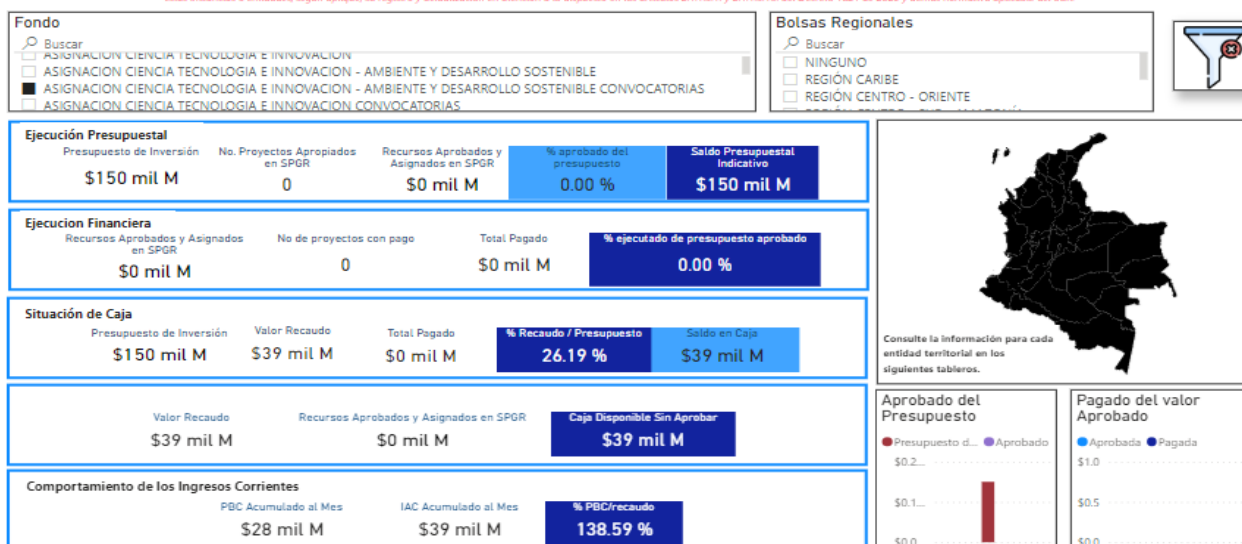 Fondo
Buscar
ASIGNACION CIENCIA TECNOLOGIA E INNOVACION
ASIGNACION CIENCIA TECNOLOGIA E INNOVACION - AMBIENTE Y DESARROLLO SOSTENIBLE
ASIGNACION CIENCIA TECNOLOGIA E INNOVACION - AMBIENTE Y DESARROLLO SOSTENIBLE CONVOCATORIAS
ASIGNACION CIENCIA TECNOLOGIA E INNOVACION CONVOCATORIAS
Bolsas Regionales
Buscar
NINGUNO
REGIÓN CARIBE
REGIÓN CENTRO - ORIENTE
Ejecución Presupuestal
Presupuesto de Inversión
$150 mil M
No. Proyectos Apropiados
en SPGR
0
Recursos Aprobados y
Asignados en SPGR
$0 mil M
% aprobado del
presupuesto
0.00 %
Saldo Presupuestal
Indicativo
$150 mil M
Ejecucion Financiera
Recursos Aprobados y Asignados
en SPGR
$0 mil M
No de proyectos con pago
0
Total Pagado
$0 mil M
% ejecutado de presupuesto aprobado
0.00 %
Situación de Caja
Presupuesto de Inversión
$150 mil M
Valor Recaudo
$39 mil M
Total Pagado
$0 mil M
% Recaudo / Presupuesto
26.19 %
Saldo en Caja
$39 mil M
Valor Recaudo
$39 mil M
Recursos Aprobados y Asignados en SPGR
$0 mil M
Caja Disponible Sin Aprobar
$39 mil M
Comportamiento de los Ingresos Corrientes
PBC Acumulado al Mes
$28 mil M
IAC Acumulado al Mes
$39 mil M
% PBC/recaudo
138.59 %
Consulte la información para cada
entidad territorial en los
siguientes tableros.
Aprobado del
Presupuesto
Presupuesto d... Aprobado
$0.2...
$0.1...
$0.0
Pagado del valor
Aprobado
Aprobada Pagada
$1.0
$0.5
$0.0